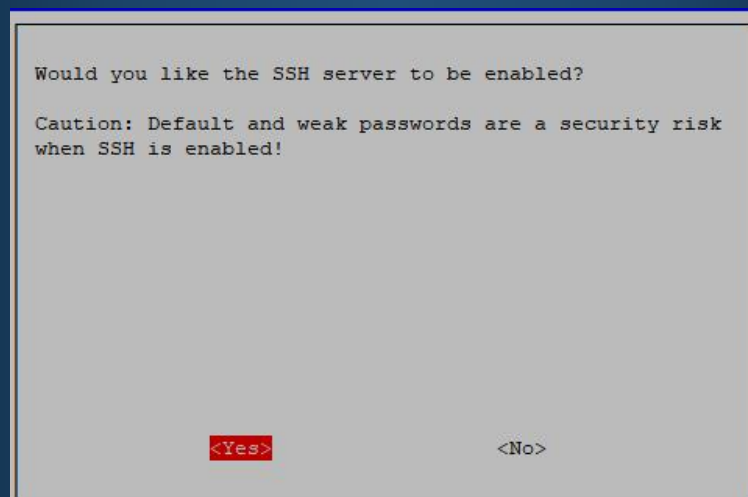 Would you like the SSH server to be enabled?
Caution: Default and weak passwords are a security risk
when SSH is enabled!
<Yes> <No>